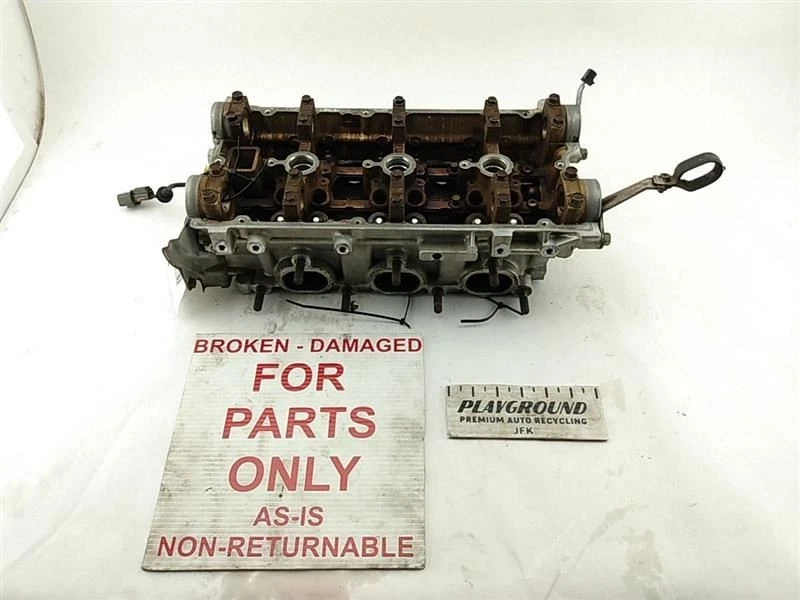 BROKEN - DAMAGED
FOR
PARTS
ONLY
AS-IS
NON-RETURNABLE
PLAYGROUND
PREMIUM AUTO RECYCLING
JFK